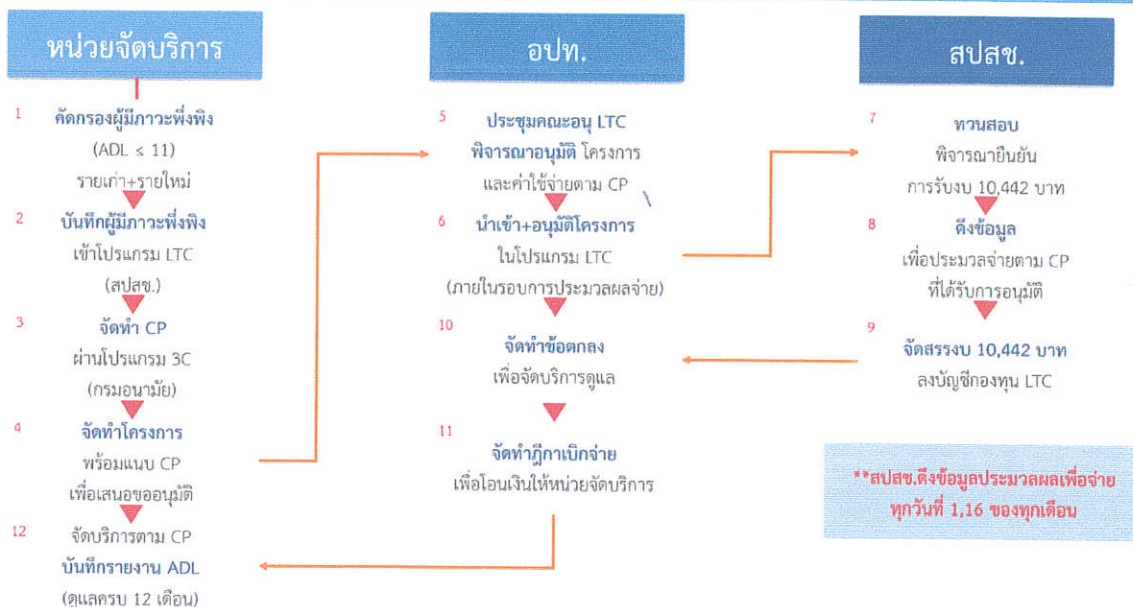 หน่วยจัดบริการ
1
คัดกรองผู้มีภาวะพึ่งพิง
(ADL ≤ 11)
รายเก่า+รายใหม่
2
บันทึกผู้มีภาวะพึ่งพิง
เข้าโปรแกรม LTC
(สปสช.)
3
จัดทำ CP
ผ่านโปรแกรม 3C
(กรมอนามัย)
4
จัดทำโครงการ
พร้อมแนบ CP
เพื่อเสนอขออนุมัติ
12
จัดบริการตาม CP
บันทึกรายงาน ADL
(ดูแลครบ 12 เดือน)
อปท.
5
ประชุมคณะอนุ LTC
พิจารณาอนุมัติ โครงการ
และค่าใช้จ่ายตาม CP
6
นำเข้า+อนุมัติโครงการ
ในโปรแกรม LTC
(ภายในรอบการประมวลผลจ่าย)
10
จัดทำข้อตกลง
เพื่อจัดบริการดูแล
11
จัดทำฎีกาเบิกจ่าย
เพื่อโอนเงินให้หน่วยจัดบริการ
สปสช.
7
ทวนสอบ
พิจารณายืนยัน
การรับงบ 10,442 บาท
8
ดึงข้อมูล
เพื่อประมวลจ่ายตาม CP
ที่ได้รับการอนุมัติ
9
จัดสรรงบ 10,442 บาท
ลงบัญชีกองทุน LTC
**สปสช.ดึงข้อมูลประมวลผลเพื่อจ่าย
ทุกวันที่ 1,16 ของทุกเดือน